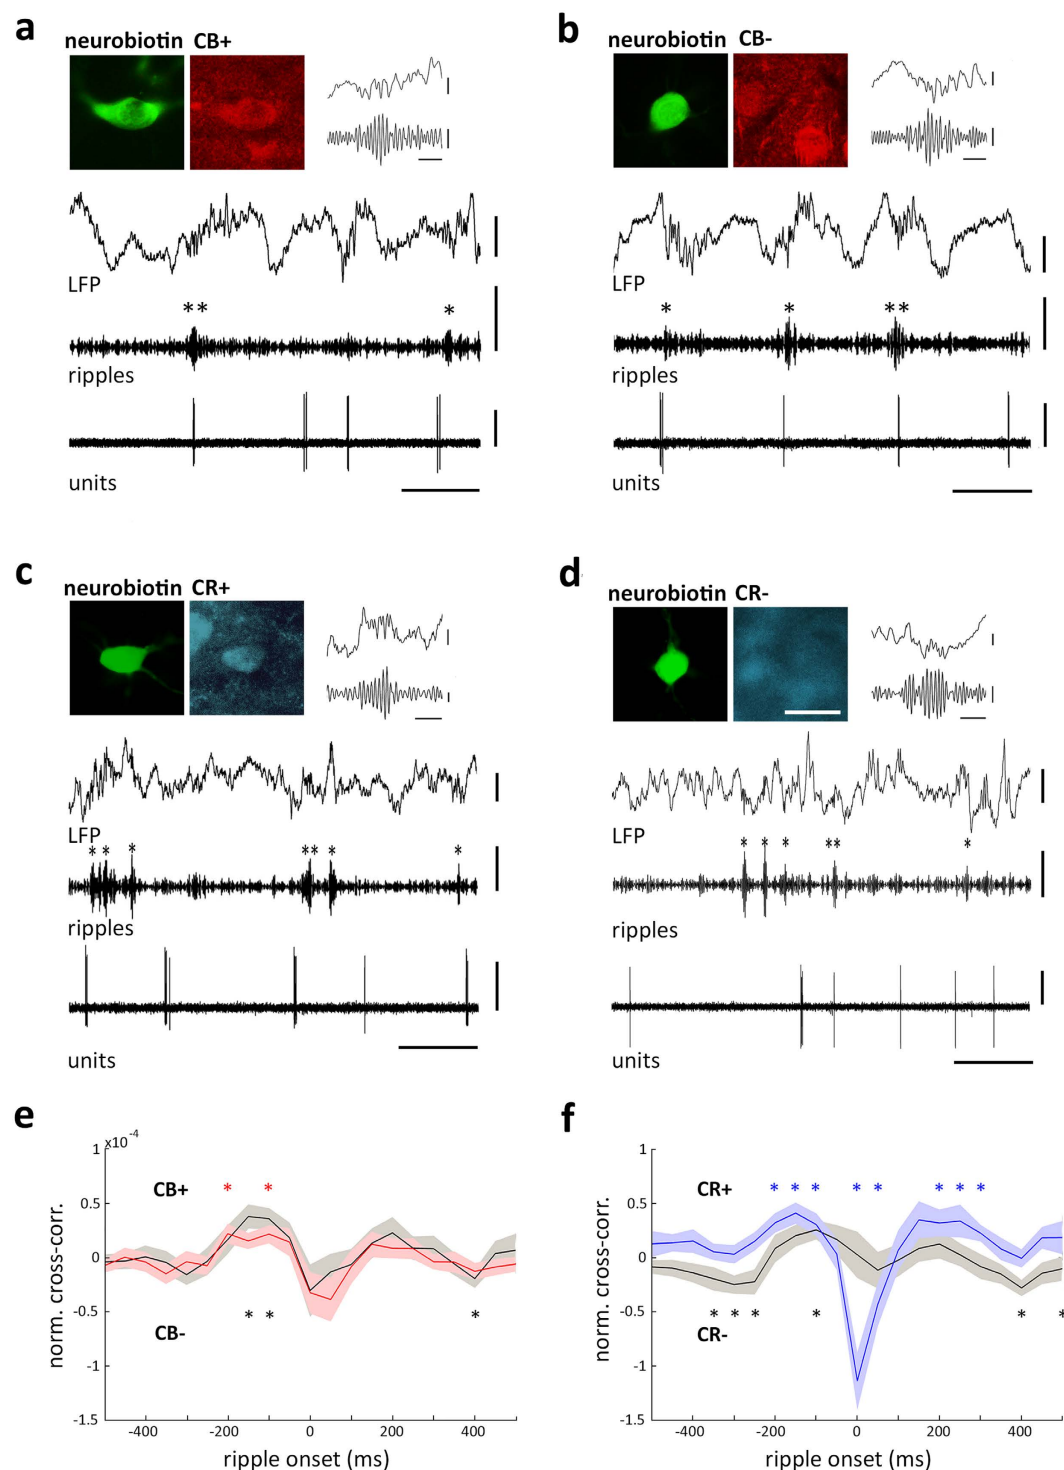 a
neurobiotin CB+
LFP
**
*
ripples
units
b
neurobiotin CB-
LFP
*
*
**
ripples
units
c
neurobiotin CR+
LFP
* * * ** * *
ripples
units
d
neurobiotin CR-
LFP
* * * ** *
ripples
units
e
x10-4
1
0.5
0
-0.5
-1
-1.5
norm. cross-corr.
CB+
* *
CB-
* * *
-400 -200 0 200 400
ripple onset (ms)
f
1
0.5
0
-0.5
-1
-1.5
norm. cross-corr.
CR+
* * * * * * * *
CR-
* * * * * *
-400 -200 0 200 400
ripple onset (ms)